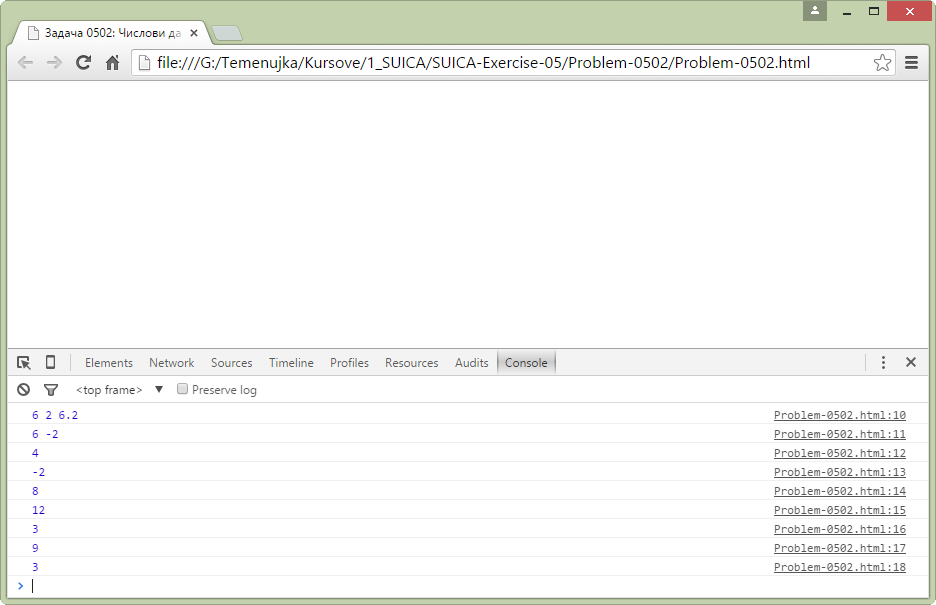 Задача 0502: Числови да
file:///G:/Temenujka/Kursove/1_SUICA/SUICA-Exercise-05/Problem-0502/Problem-0502.html
Elements Network Sources Timeline Profiles Resources Audits Console
<top frame> Preserve log
6 2 6.2 Problem-0502.html:10
6 -2 Problem-0502.html:11
4 Problem-0502.html:12
-2 Problem-0502.html:13
8 Problem-0502.html:14
12 Problem-0502.html:15
3 Problem-0502.html:16
9 Problem-0502.html:17
3 Problem-0502.html:18